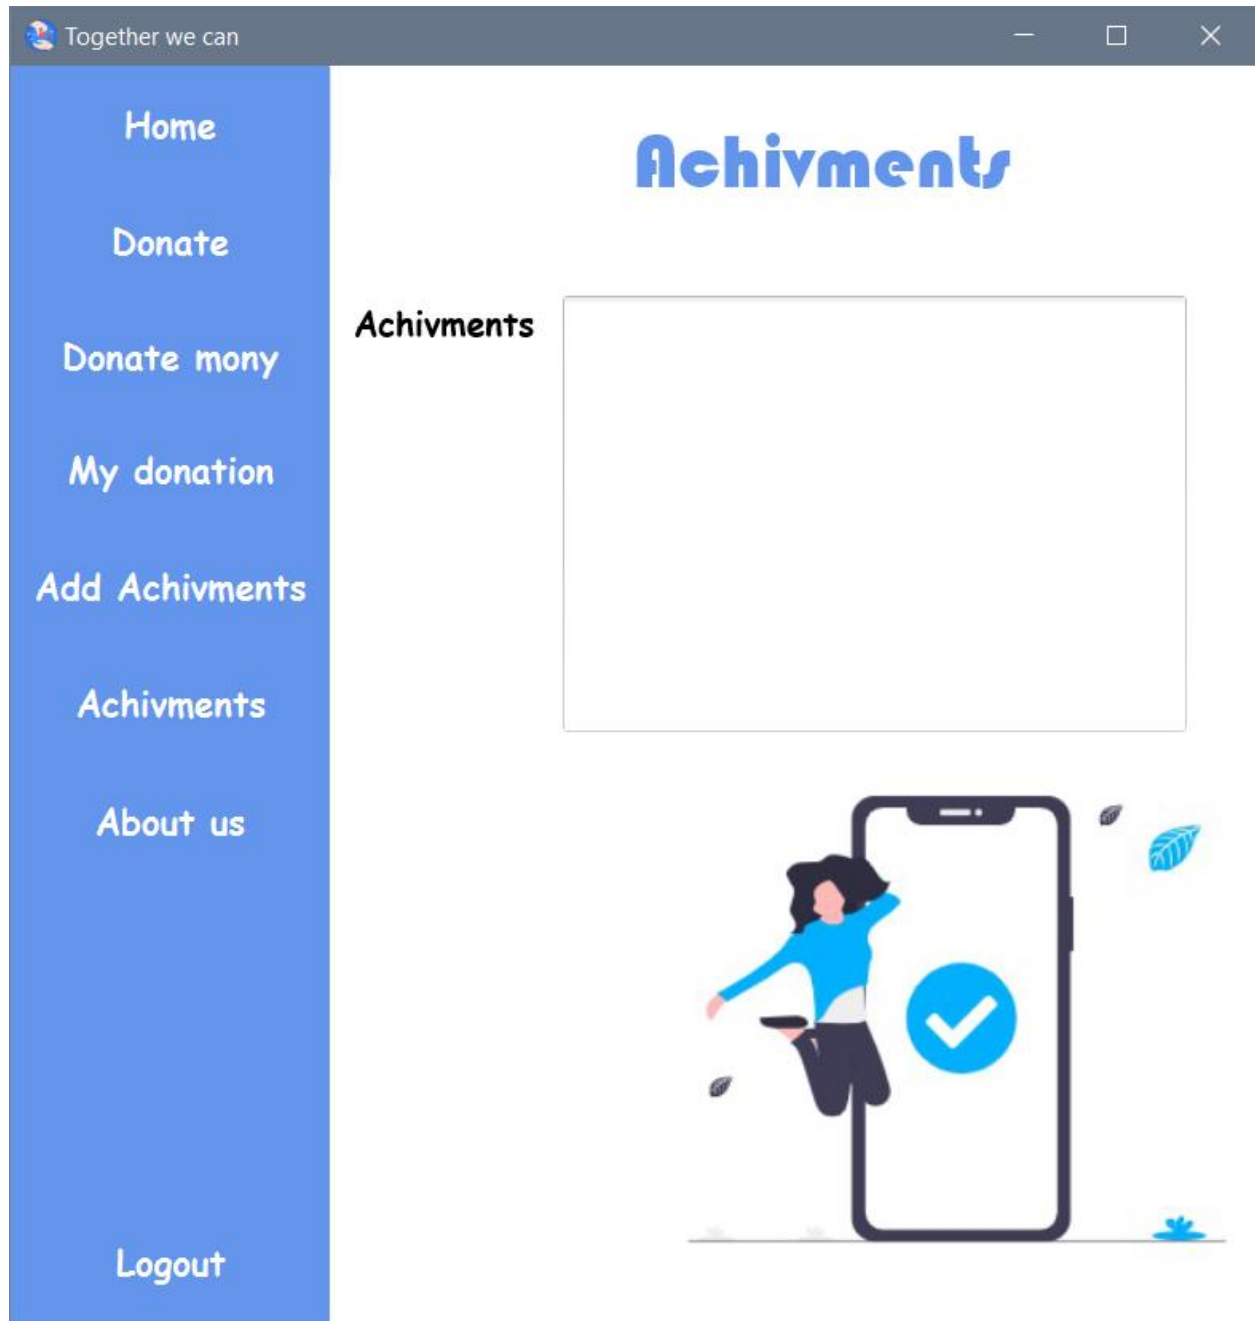 Together we can
Home
Donate
Donate mony
My donation
Add Achivments
Achivments
About us
Logout
Achivments
Achivments